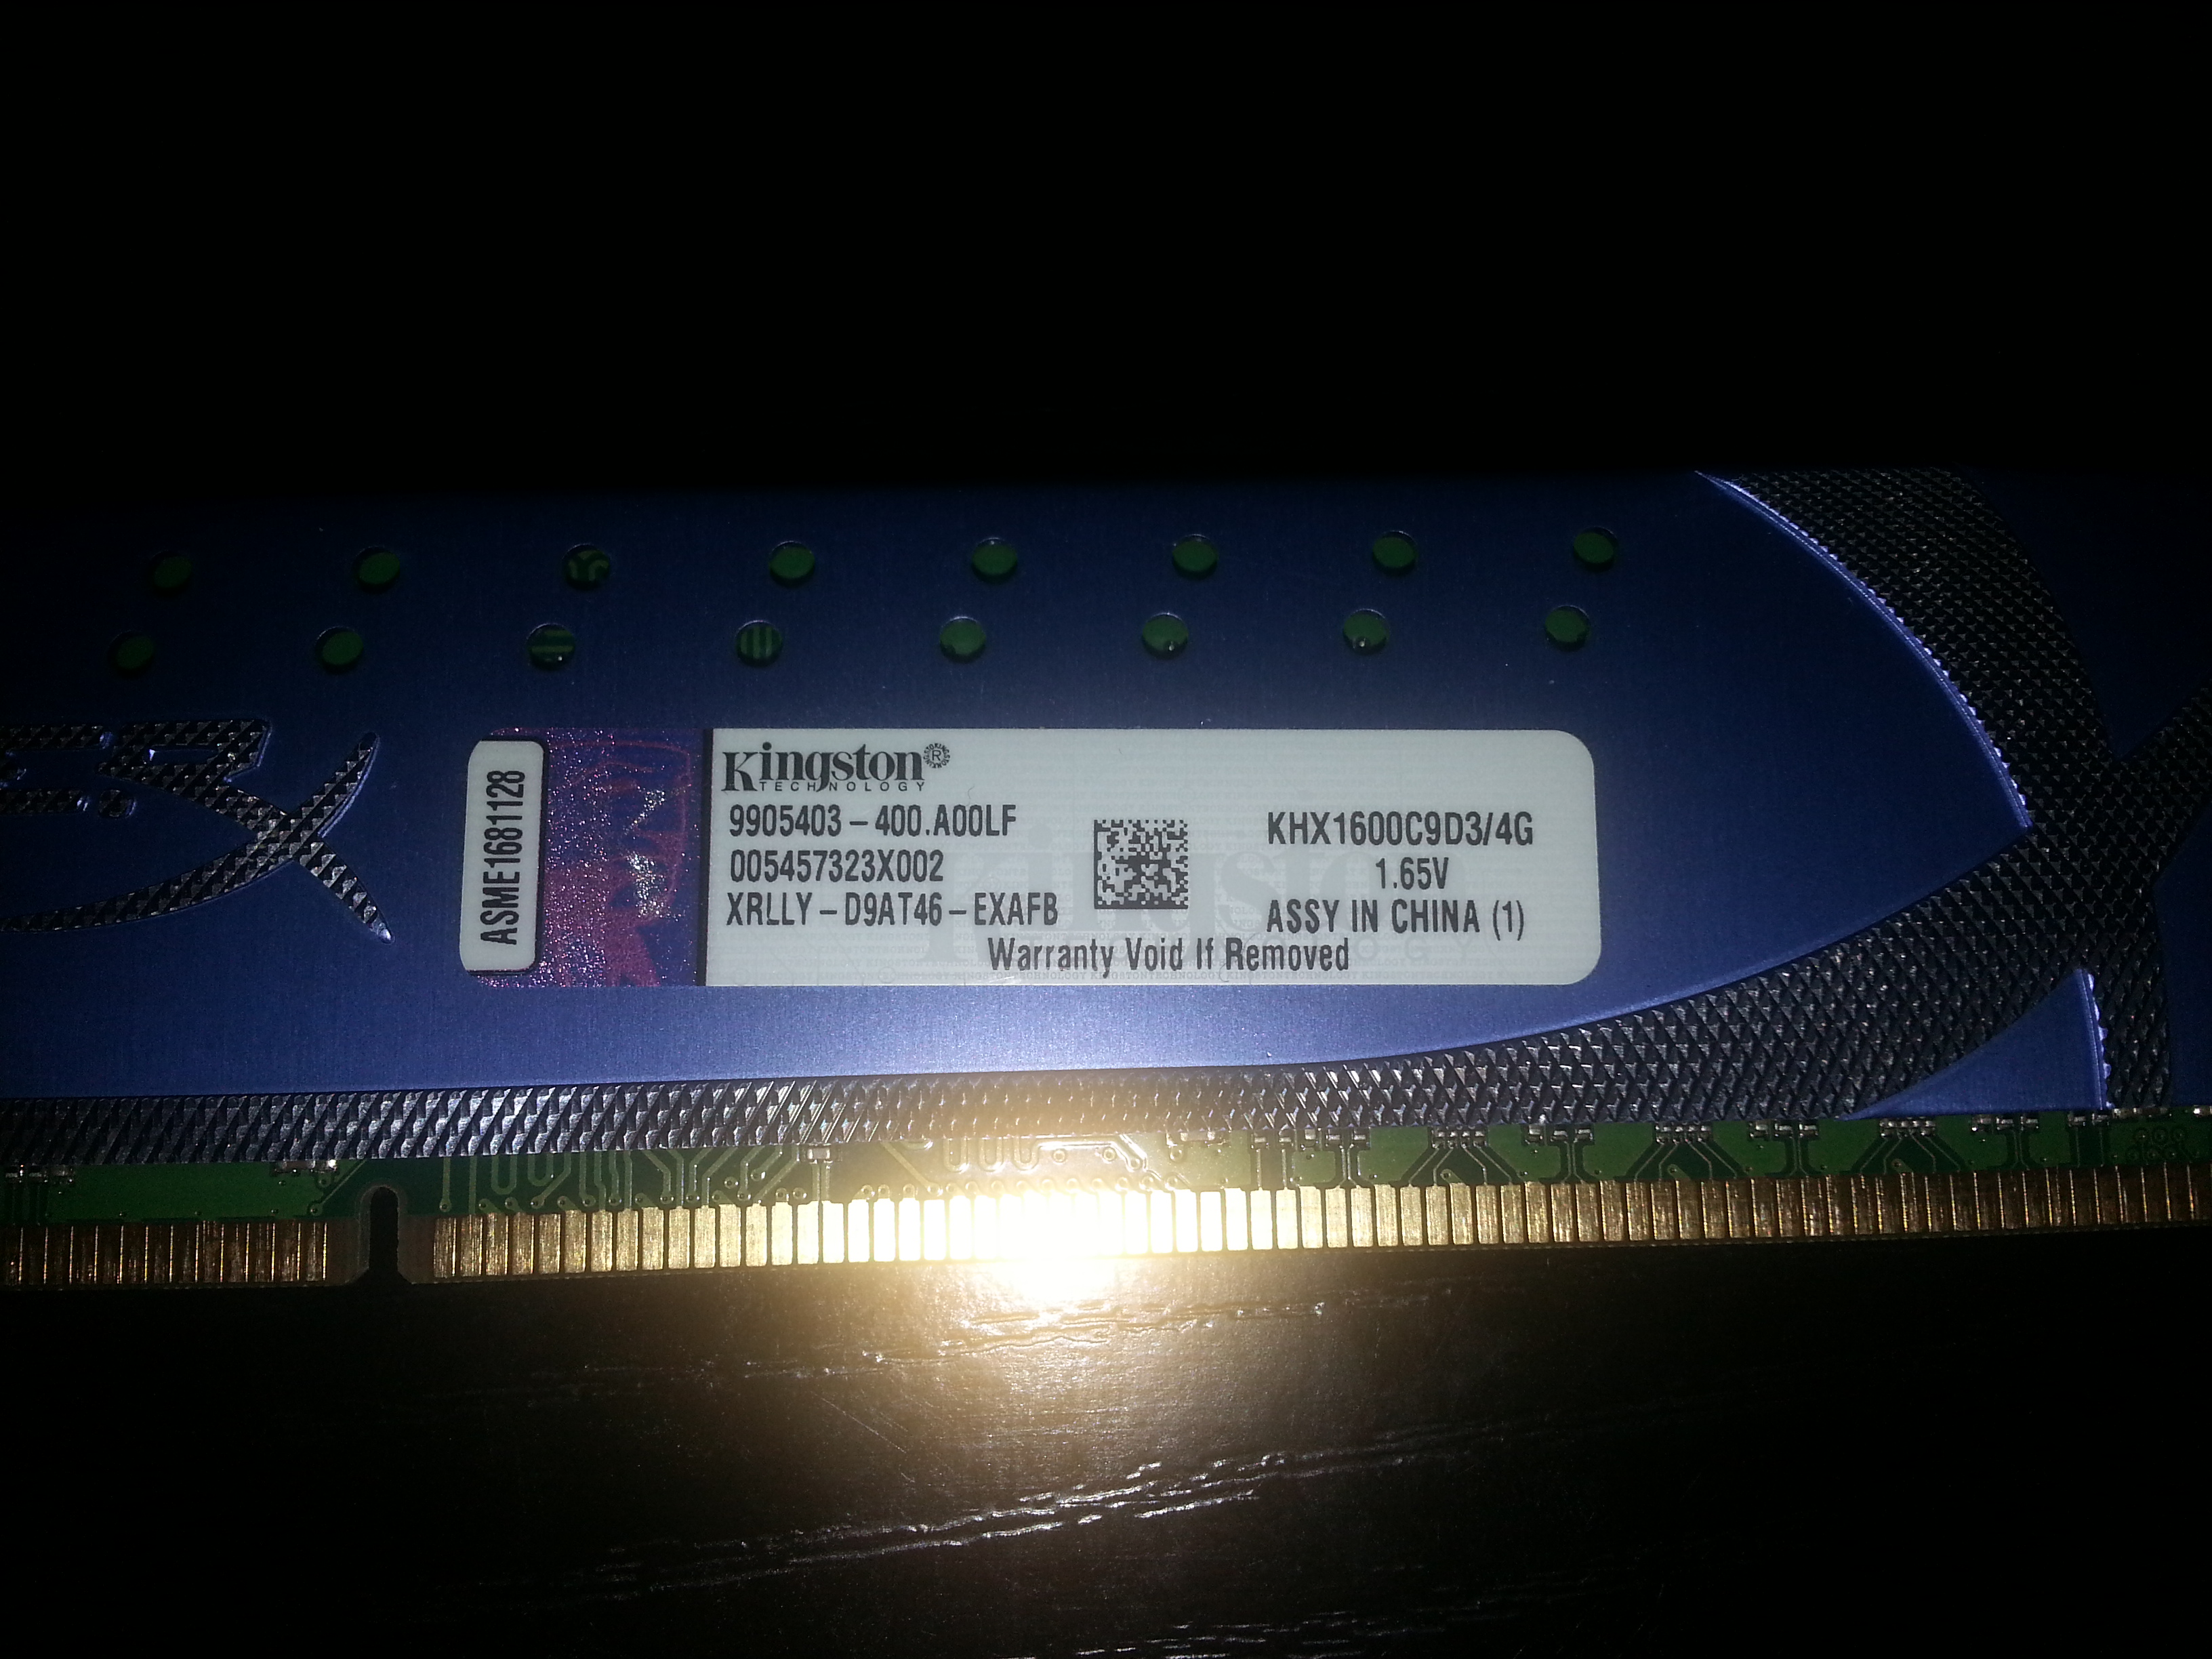 ERX
ASME1681128
Kingston®
TECHNOLOGY
9905403-400.A00LF
005457323X002
XRLLY-D9AT46-EXAFB
KHX1600C9D3/4G
1.65V
ASSY IN CHINA (1)
Warranty Void If Removed